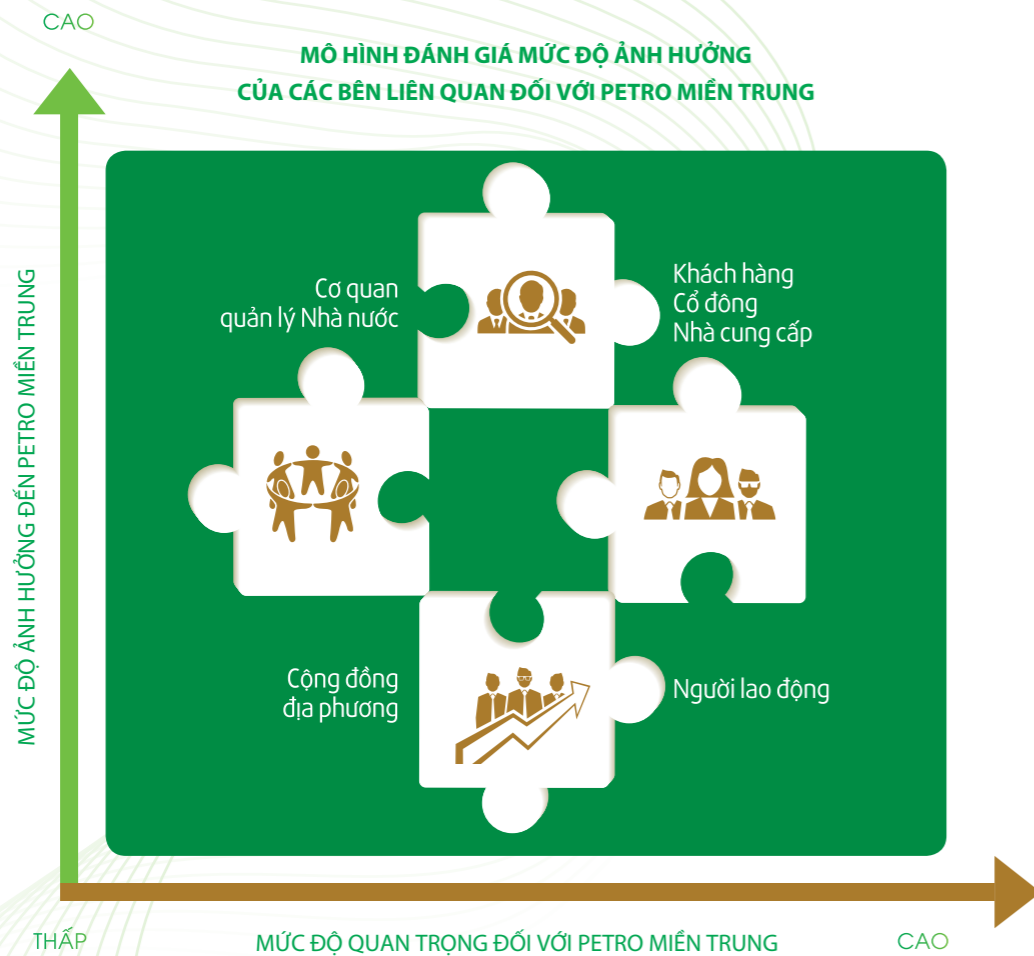 CAO
MÔ HÌNH ĐÁNH GIÁ MỨC ĐỘ ẢNH HƯỞNG
CỦA CÁC BÊN LIÊN QUAN ĐỐI VỚI PETRO MIỀN TRUNG
MỨC ĐỘ ẢNH HƯỞNG ĐẾN PETRO MIỀN TRUNG
Cơ quan
quản lý Nhà nước
Khách hàng
Cổ đông
Nhà cung cấp
Cộng đồng
địa phương
Người lao động
THẤP
MỨC ĐỘ QUAN TRỌNG ĐỐI VỚI PETRO MIỀN TRUNG
CAO